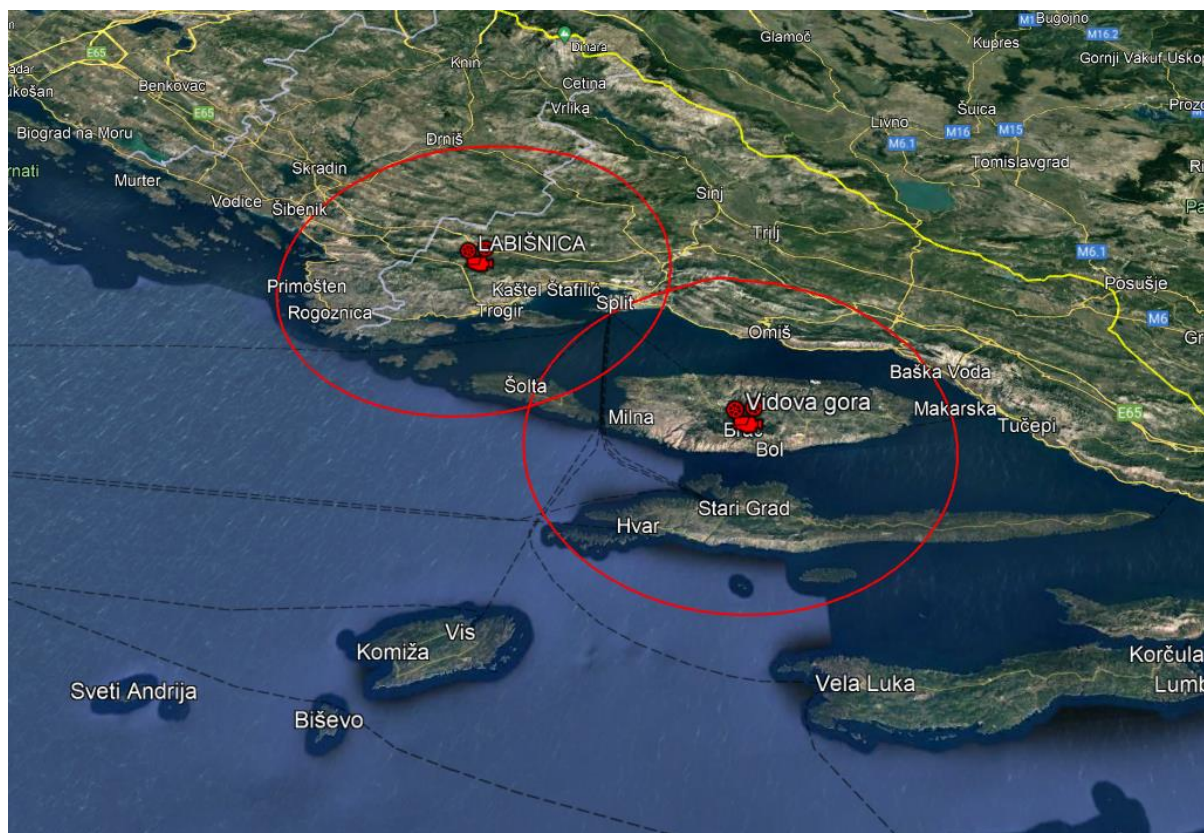 Bugojno
M16.2
Glamoč
Kupres
Dinara
E65
Knin
Gornji Vakuf-Uskop
Benkovac
Cetina
E65
Vrlika
Šuica
Livno
M16
M15
Biograd na Moru
Drniš
M6.1
Tomislavgrad
Skradin
Murter
Sinj
Vodice
Šibenik
Trilj
LABIŠNICA
M6.1
Primošten
Kaštel Štafilić
Posušje
Rogoznica
Trogir
Split
M6
Omiš
Baška Voda
Šolta
Vidova gora
Makarska
E65
Milna
Tučepi
Bol
Stari Grad
Hvar
Vis
Komiža
Korčula
Vela Luka
Lumb
Sveti Andrija
Biševo